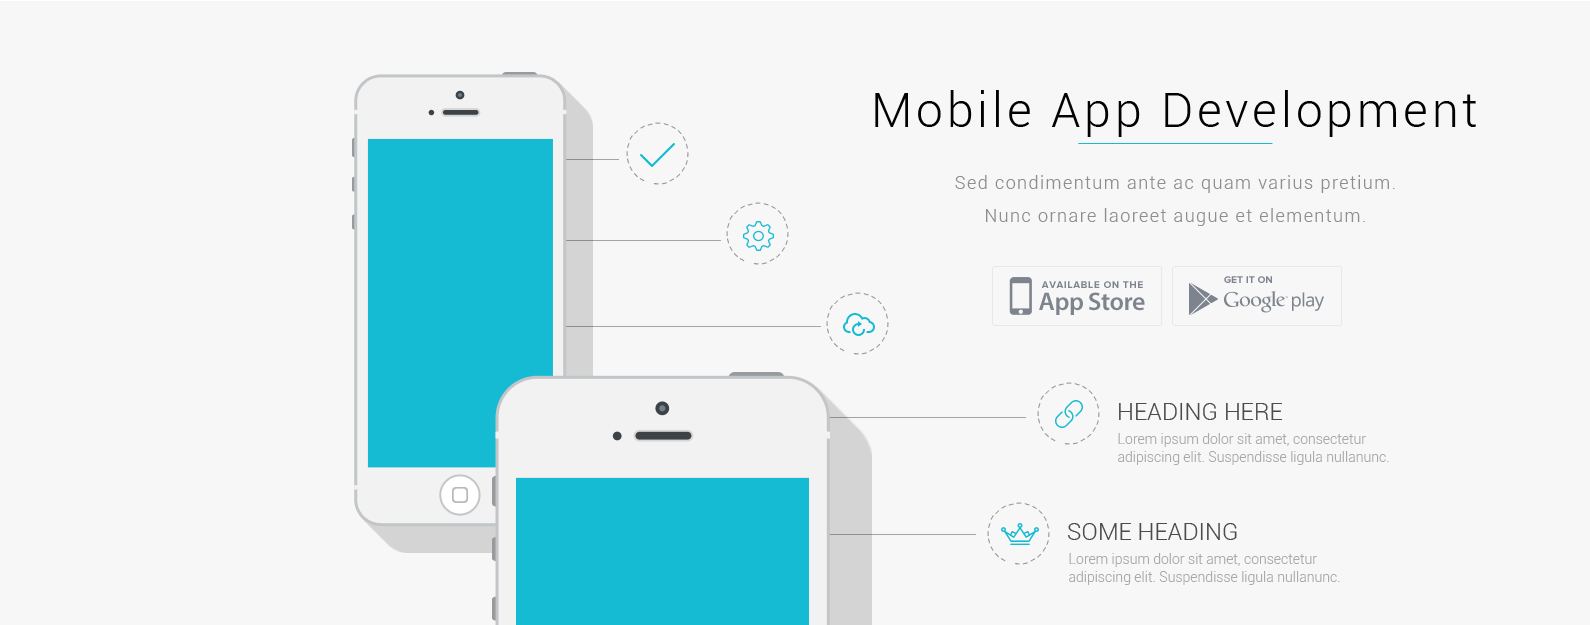 Mobile App Development
Sed condimentum ante ac quam varius pretium.
Nunc ornare laoreet augue et elementum.
AVAILABLE ON THE
App Store
GET IT ON
Google play
HEADING HERE
Lorem ipsum dolor sit amet, consectetur
adipiscing elit. Suspendisse ligula nullanunc.
SOME HEADING
Lorem ipsum dolor sit amet, consectetur
adipiscing elit. Suspendisse ligula nullanunc.